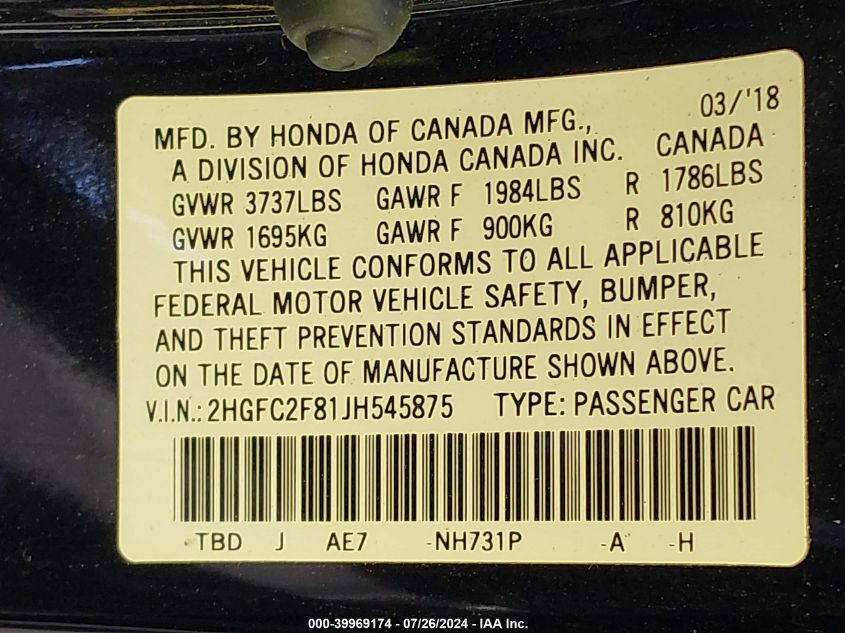 03/'18
MFD. BY HONDA OF CANADA MFG.,
A DIVISION OF HONDA CANADA INC. CANADA
GVWR 3737LBS GAWR F 1984LBS R 1786LBS
GVWR 1695KG GAWR F 900KG R 810KG
THIS VEHICLE CONFORMS TO ALL APPLICABLE
FEDERAL MOTOR VEHICLE SAFETY, BUMPER,
AND THEFT PREVENTION STANDARDS IN EFFECT
ON THE DATE OF MANUFACTURE SHOWN ABOVE.
V.I.N.: 2HGFC2F81JH545875 TYPE: PASSENGER CAR
TBD J AE7 -NH731P -A -H
000-39969174 - 07/26/2024 - IAA Inc.